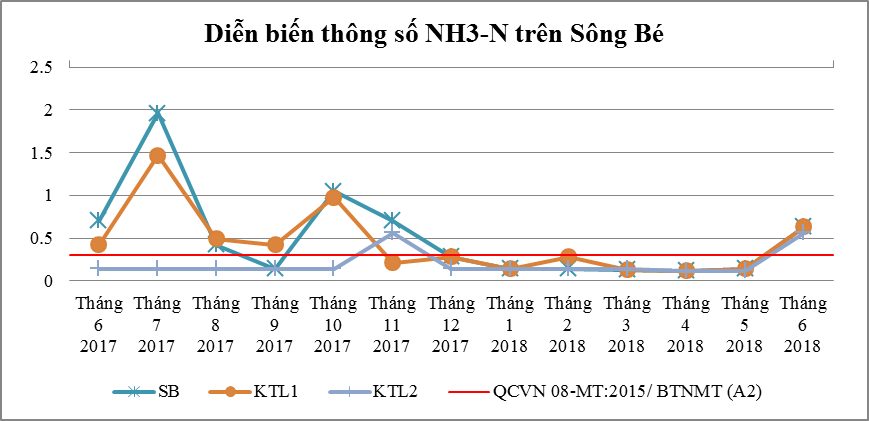 Diễn biến thông số NH3-N trên Sông Bé
2.5
2
1.5
1
0.5
0
Tháng 6 2017
Tháng 7 2017
Tháng 8 2017
Tháng 9 2017
Tháng 10 2017
Tháng 11 2017
Tháng 12 2017
Tháng 1 2018
Tháng 2 2018
Tháng 3 2018
Tháng 4 2018
Tháng 5 2018
Tháng 6 2018
SB KTL1 KTL2 QCVN 08-MT:2015/ BTNMT (A2)